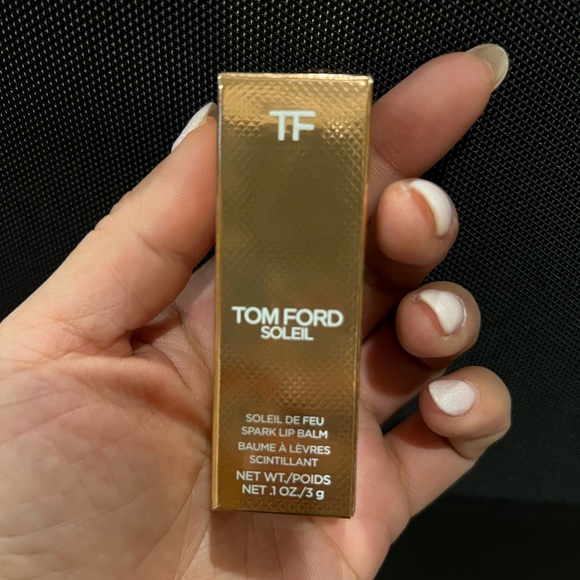 TF
TOM FORD
SOLEIL
SOLEIL DE FEU
SPARK LIP BALM
BAUME À LÈVRES
SCINTILLANT
NET WT./POIDS
NET .1 OZ./3 g